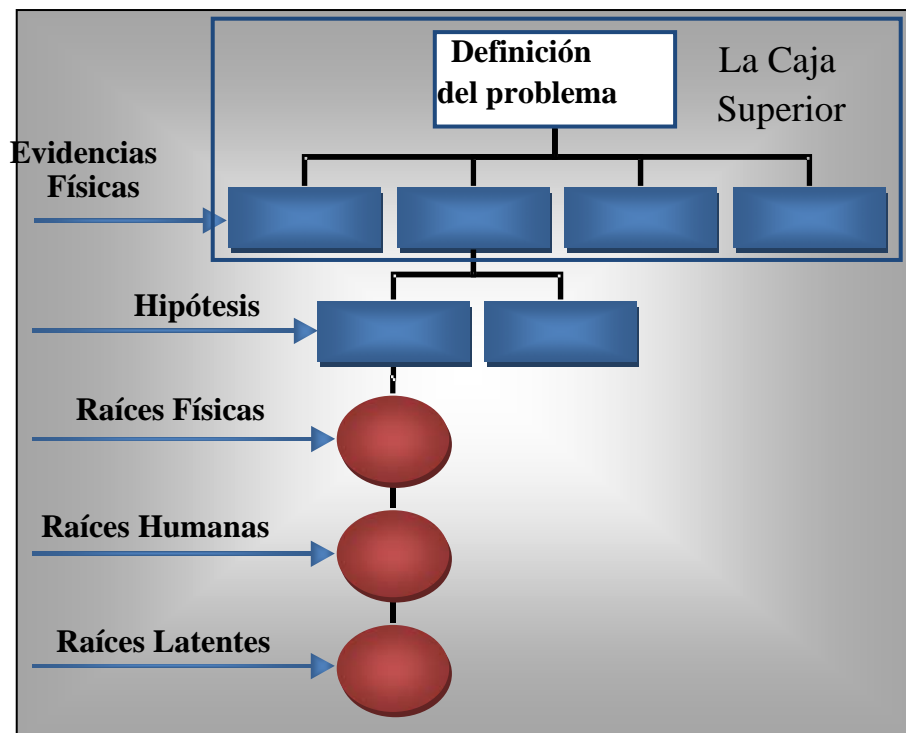 Definición
del problema
La Caja
Superior
Evidencias
Físicas
Hipótesis
Raíces Físicas
Raíces Humanas
Raíces Latentes